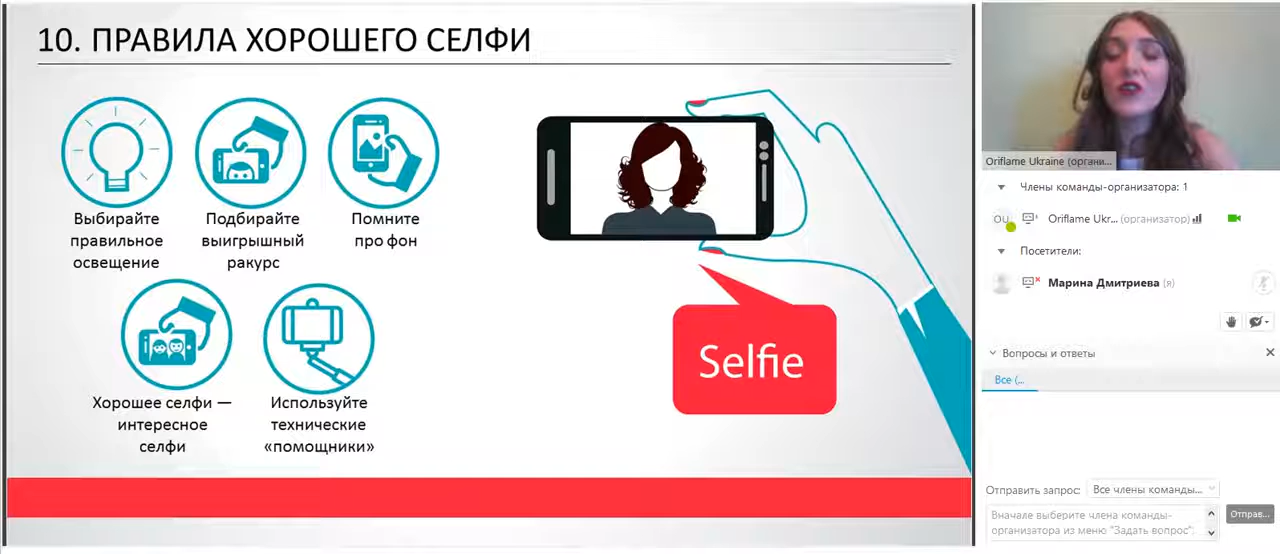 10. ПРАВИЛА ХОРОШЕГО СЕЛФИ
Выбирайте
правильное
освещение
Подбирайте
выигрышный
ракурс
Помните
про фон
Хорошее селфи —
интересное
селфи
Используйте
технические
«помощники»
Selfie
Oriflame Ukraine (органи...
Члены команды-организатора: 1
OU
Oriflame Ukr... (организатор)
Посетители:
Марина Дмитриева (я)
Вопросы и ответы
Все (...
Отправить запрос:
Все члены команды...
Вначале выберите члена команды-
организатора из меню "Задать вопрос";
Отправ...